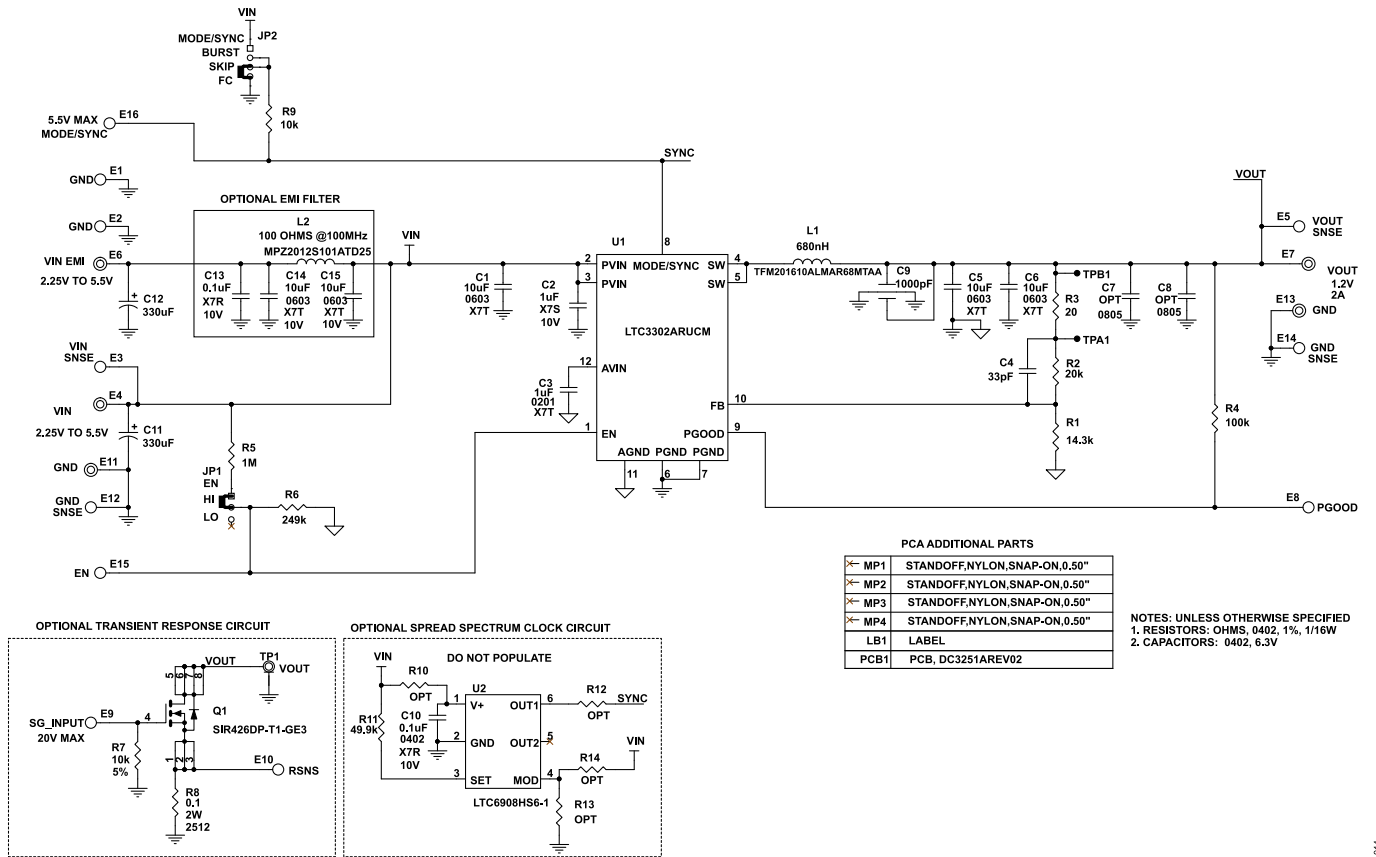 VIN
MODE/SYNC
JP2
BURST
SKIP
FC
R9
10k
5.5V MAX
MODE/SYNC
E16
SYNC
GND
E1
GND
E2
OPTIONAL EMI FILTER
L2
100 OHMS @100MHz
MPZ2012S101ATD25
VIN
VIN EMI
E6
2.25V TO 5.5V
C12
330uF
C13
0.1uF
X7R
10V
C14
10uF
0603
X7T
10V
C15
10uF
0603
X7T
10V
C1
10uF
0603
X7T
C2
1uF
X7S
10V
C3
1uF
0201
X7T
U1
8
2
PVIN
MODE/SYNC
SW
4
3
PVIN
SW
5
LTC3302ARUCM
12
AVIN
FB
10
1
EN
PGOOD
9
AGND
PGND
PGND
11
6
7
L1
680nH
TFM201610ALMAR68MTAA
C9
1000pF
C5
10uF
0603
X7T
C6
10uF
0603
X7T
TPB1
R3
20
TPA1
C4
33pF
R2
20k
R1
14.3k
C7
OPT
0805
C8
OPT
0805
R4
100k
VOUT
E5
VOUT
SNSE
E7
VOUT
1.2V
2A
E13
GND
E14
GND
SNSE
E8
PGOOD
VIN
SNSE
E3
E4
VIN
2.25V TO 5.5V
C11
330uF
GND
E11
GND
SNSE
E12
R5
1M
JP1
EN
HI
LO
R6
249k
EN
E15
PCA ADDITIONAL PARTS
MP1 STANDOFF,NYLON,SNAP-ON,0.50"
MP2 STANDOFF,NYLON,SNAP-ON,0.50"
MP3 STANDOFF,NYLON,SNAP-ON,0.50"
MP4 STANDOFF,NYLON,SNAP-ON,0.50"
LB1 LABEL
PCB1 PCB, DC3251AREV02
NOTES: UNLESS OTHERWISE SPECIFIED
1. RESISTORS: OHMS, 0402, 1%, 1/16W
2. CAPACITORS: 0402, 6.3V
OPTIONAL TRANSIENT RESPONSE CIRCUIT
VOUT
TP1
VOUT
5
6
7
8
Q1
SIR426DP-T1-GE3
SG_INPUT
E9
4
20V MAX
R7
10k
5%
1
2
3
E10
RSNS
R8
0.1
2W
2512
OPTIONAL SPREAD SPECTRUM CLOCK CIRCUIT
DO NOT POPULATE
VIN
R10
OPT
R11
49.9k
C10
0.1uF
0402
X7R
10V
U2
1
V+
OUT1
6
2
GND
OUT2
5
3
SET
MOD
4
LTC6908HS6-1
R12
OPT
SYNC
VIN
R14
OPT
R13
OPT